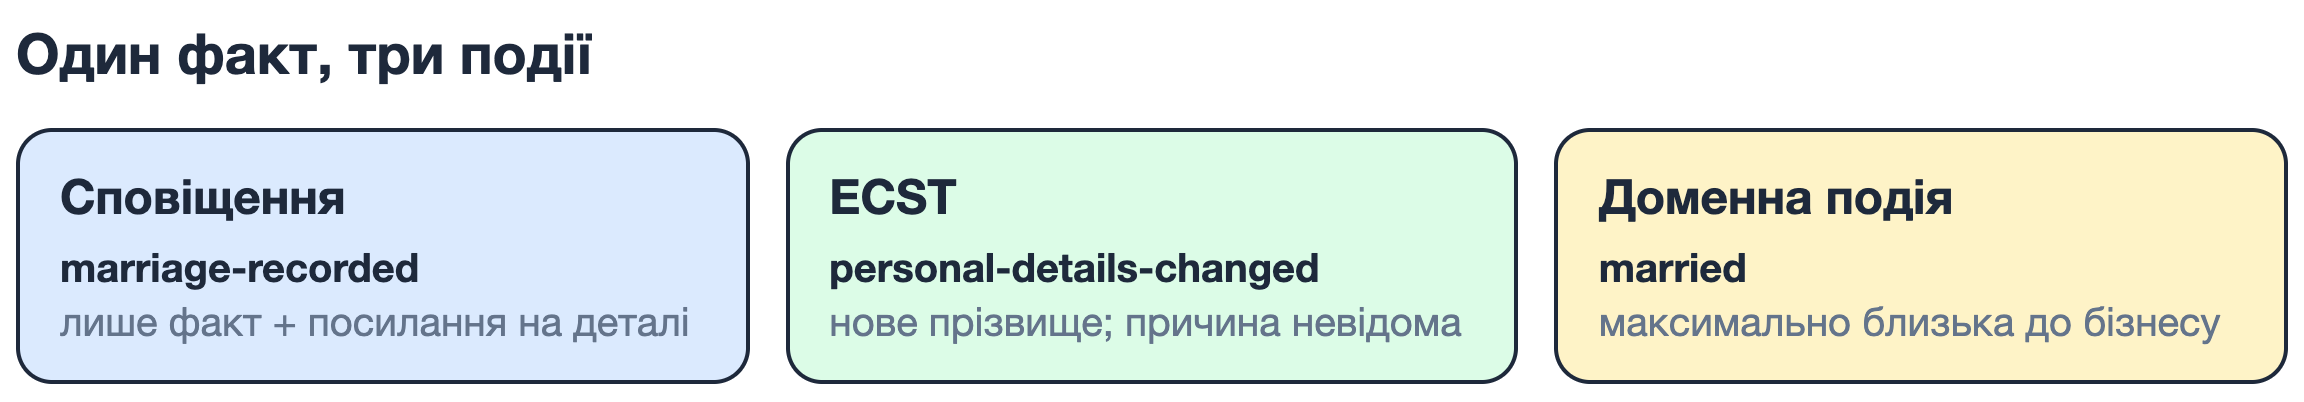 Один факт, три події
Сповіщення
marriage-recorded
лише факт + посилання на деталі
ECST
personal-details-changed
нове прізвище; причина невідома
Доменна подія
married
максимально близька до бізнесу